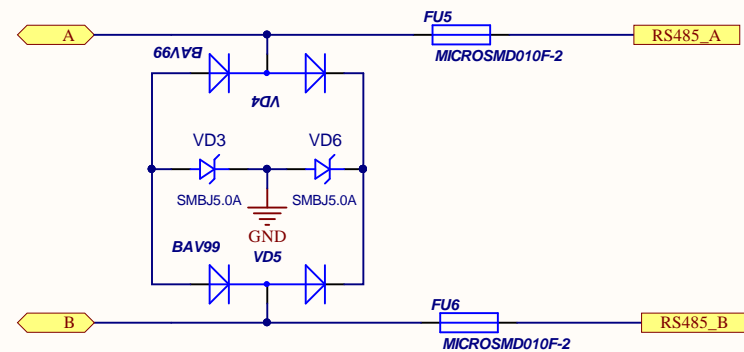 FU5
A
RS485_A
BAV99
MICROSMD010F-2
VD4
VD3
VD6
SMBJ5.0A
SMBJ5.0A
GND
BAV99
VD5
FU6
B
RS485_B
MICROSMD010F-2